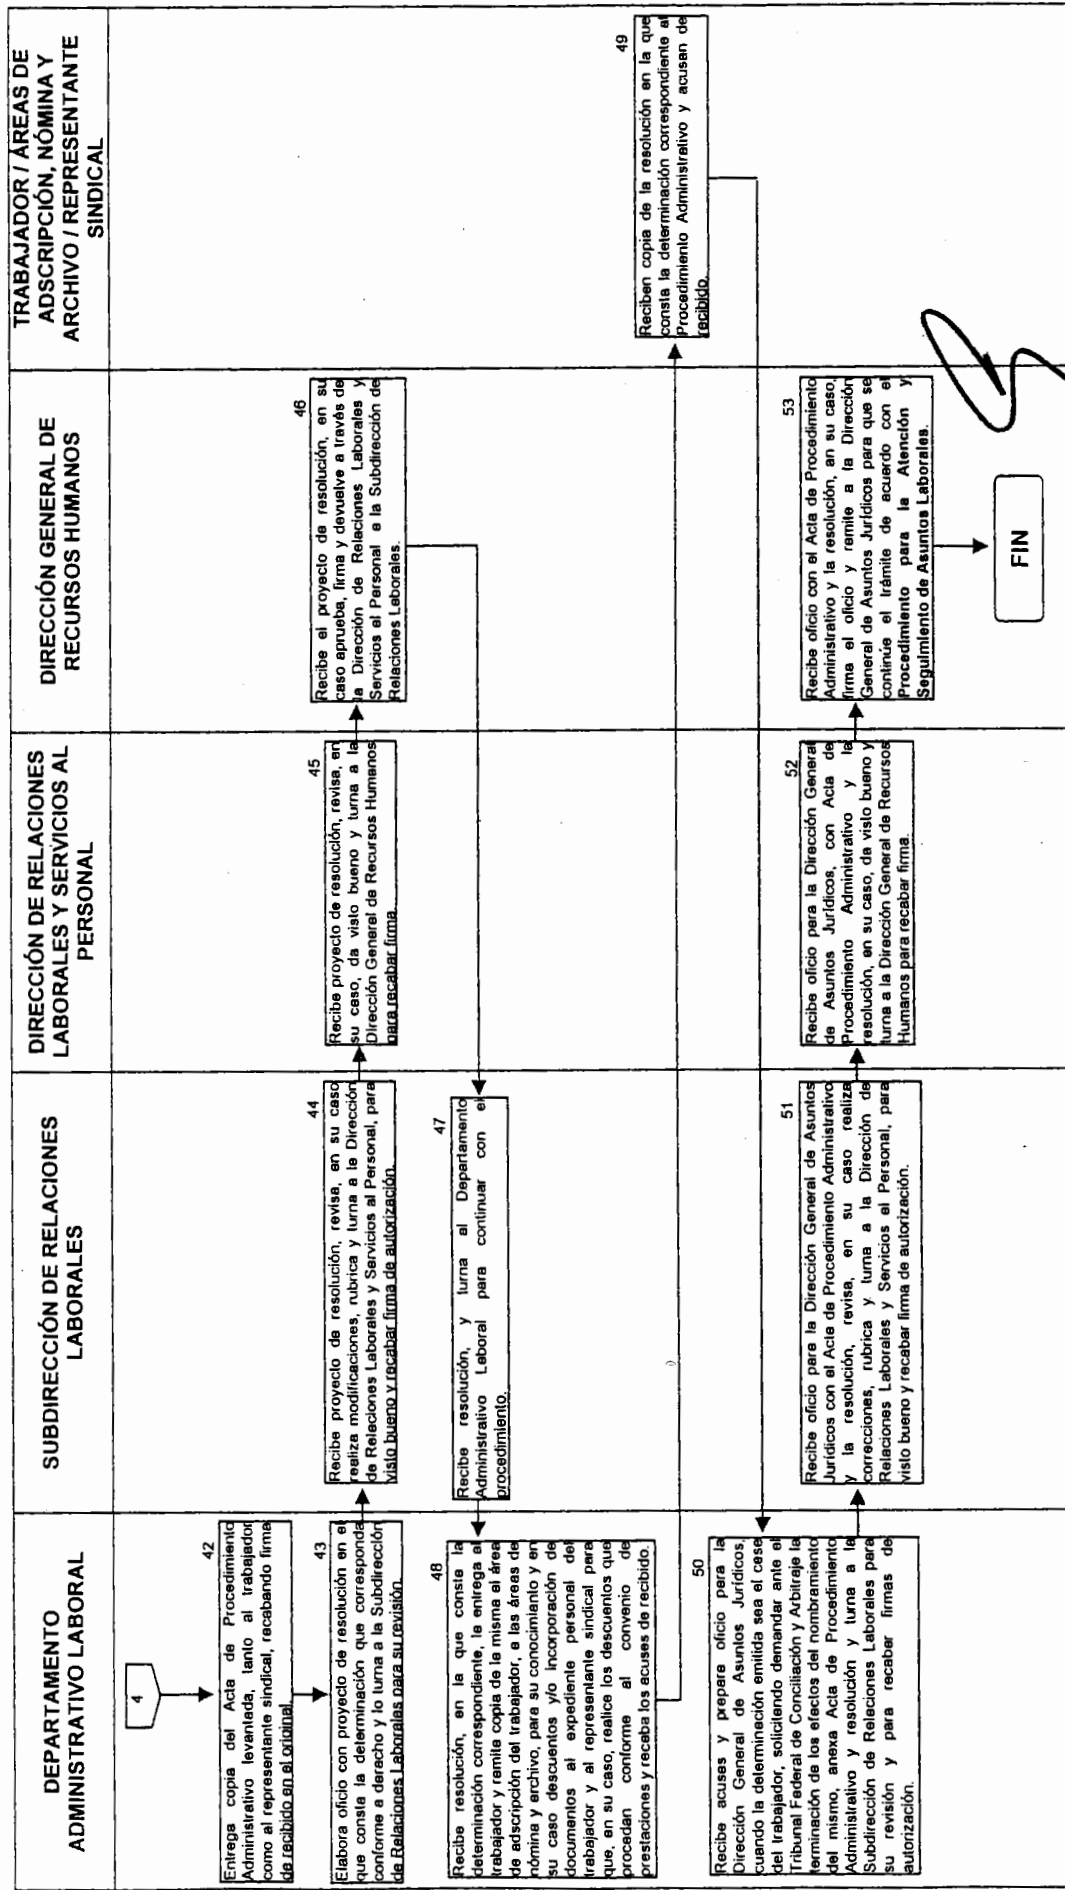 DEPARTAMENTO
ADMINISTRATIVO LABORAL
SUBDIRECCIÓN DE RELACIONES
LABORALES
DIRECCIÓN DE RELACIONES
LABORALES Y SERVICIOS AL
PERSONAL
DIRECCIÓN GENERAL DE
RECURSOS HUMANOS
TRABAJADOR / ÁREAS DE
ADSCRIPCIÓN, NÓMINA Y
ARCHIVO / REPRESENTANTE
SINDICAL
4
42
Entrega copia del Acta de Procedimiento
Administrativo levantada, tanto al trabajador
como al representante sindical, recabando firma
de recibido en el original.
43
Elabora oficio con proyecto de resolución en el
que consta la determinación que corresponda
conforme a derecho y lo turna a la Subdirección
de Relaciones Laborales para su revisión.
44
Recibe proyecto de resolución, revisa, en su caso
realiza modificaciones, rubrica y turna a le Dirección
de Relaciones Laborales y Servicios al Personal, para
visto bueno y recabar firma de autorización.
45
Recibe proyecto de resolución, revisa, en
su caso, da visto bueno y turna a la
Dirección General de Recursos Humanos
para recabar firma.
46
Recibe el proyecto de resolución, en su
caso aprueba, firma y devuelve a través de
la Dirección de Relaciones Laborales y
Servicios al Personal a la Subdirección de
Relaciones Laborales.
47
Recibe resolución, y turna al Departamento
Administrativo Laboral para continuar con el
procedimiento.
48
Recibe resolución, en la que conste la
determinación correspondiente, la entrega al
trabajador y remite copia de la misma al área
de adscripción del trabajador, a las áreas de
nómina y archivo, para su conocimiento y en
su caso descuentos y/o incorporación de
documentos al expediente personal del
trabajador y al representante sindical para
que, en su caso, realice los descuentos que
procedan conforme al convenio de
prestaciones y receba los acuses de recibido.
49
Reciben copia de la resolución en la que
consta la determinación correspondiente al
Procedimiento Administrativo y acusan de
recibido.
50
Recibe acuses y prepare oficio para la
Dirección General de Asuntos Jurídicos,
cuando la determinación emitida sea el cese
del trabajador, solicitendo demandar ante el
Tribunal Federal de Conciliación y Arbitraje la
terminación de los efectos del nombramiento
del mismo, anexa Acta de Procedimiento
Administrativo y resolución y turna a la
Subdirección de Relaciones Laborales para
su revisión y para recaber firmas de
autorización.
51
Recibe oficio para la Dirección General de Asuntos
Jurídicos con el Acte de Procedimiento Administrativo
y la resolución, revisa, en su caso realiza
correcciones, rubrica y turna a la Dirección de
Relaciones Laborales y Servicios al Personal, para
visto bueno y recabar firma de autorización.
52
Recibe oficio para la Dirección General
de Asuntos Jurídicos, con Acta de
Procedimiento Administrativo y la
resolución, en su caso, da visto bueno y
turna a la Dirección General de Recursos
Humanos para recabar firma.
53
Recibe oficio con el Acta de Procedimiento
Administrativo y la resolución, an su caso,
firma el oficio y remite a la Dirección
General de Asuntos Jurídicos para que se
continúe el trámite de acuerdo con el
Procedimiento para la Atención y
Seguimiento de Asuntos Laborales.
FIN